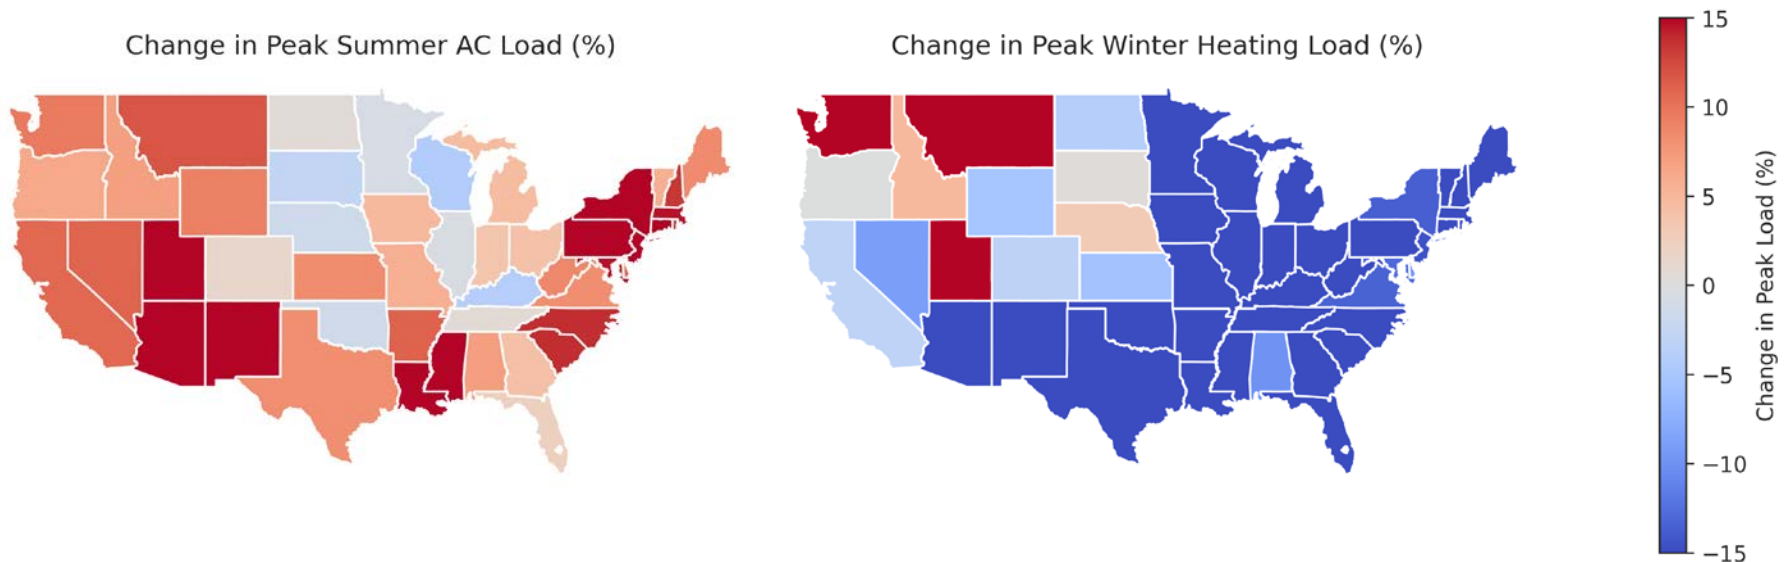 Change in Peak Summer AC Load (%)
Change in Peak Winter Heating Load (%)
15
10
5
0
−5
−10
−15
Change in Peak Load (%)